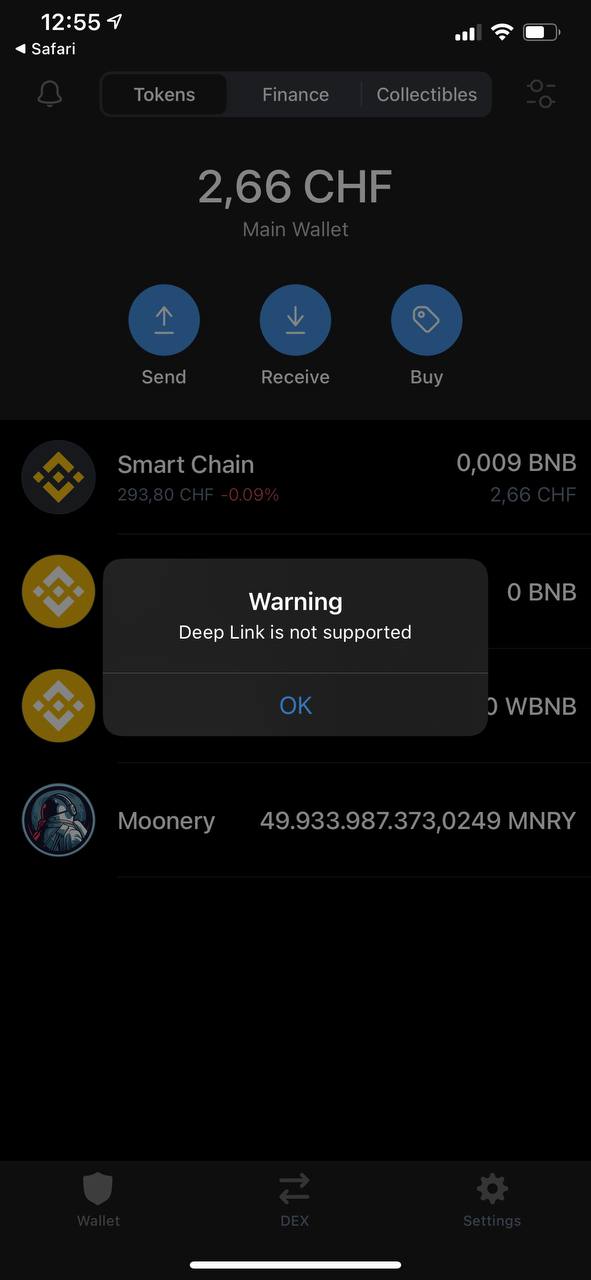 12:55
◀ Safari
Tokens Finance Collectibles
2,66 CHF
Main Wallet
Send Receive Buy
Smart Chain 0,009 BNB
293,80 CHF -0.09% 2,66 CHF
0 BNB
Warning
Deep Link is not supported
OK
0 WBNB
Moonery 49.933.987.373,0249 MNRY
Wallet DEX Settings